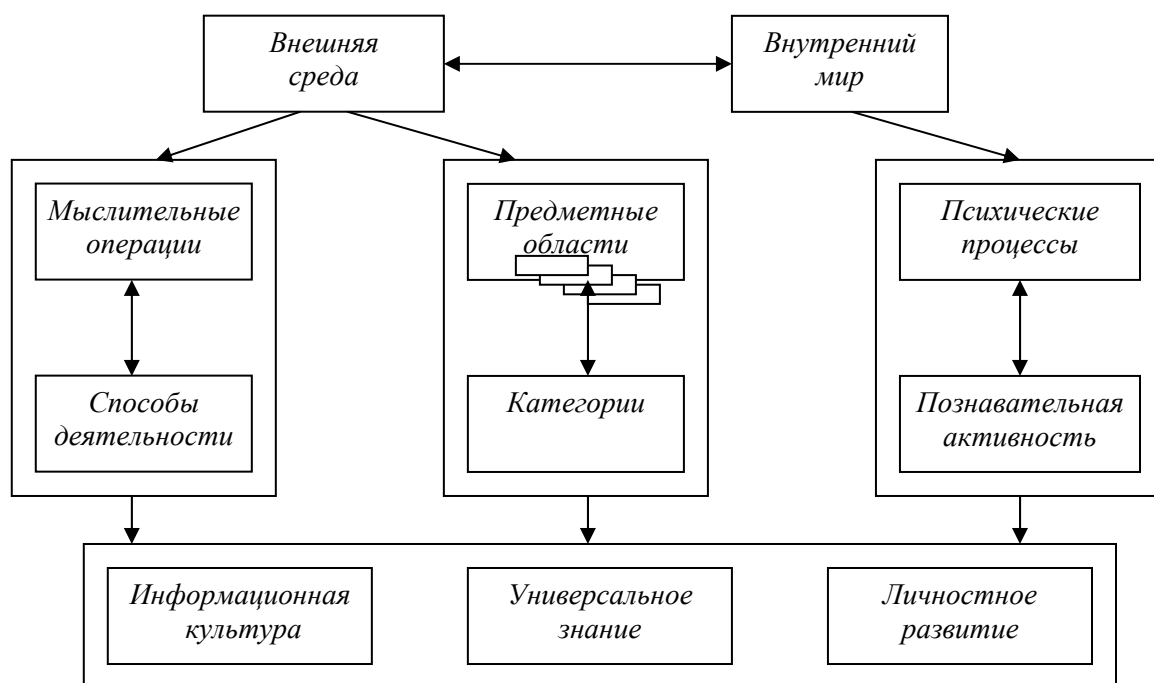 Внешняя
среда
Внутренний
мир
Мыслительные
операции
Предметные
области
Психические
процессы
Способы
деятельности
Категории
Познавательная
активность
Информационная
культура
Универсальное
знание
Личностное
развитие